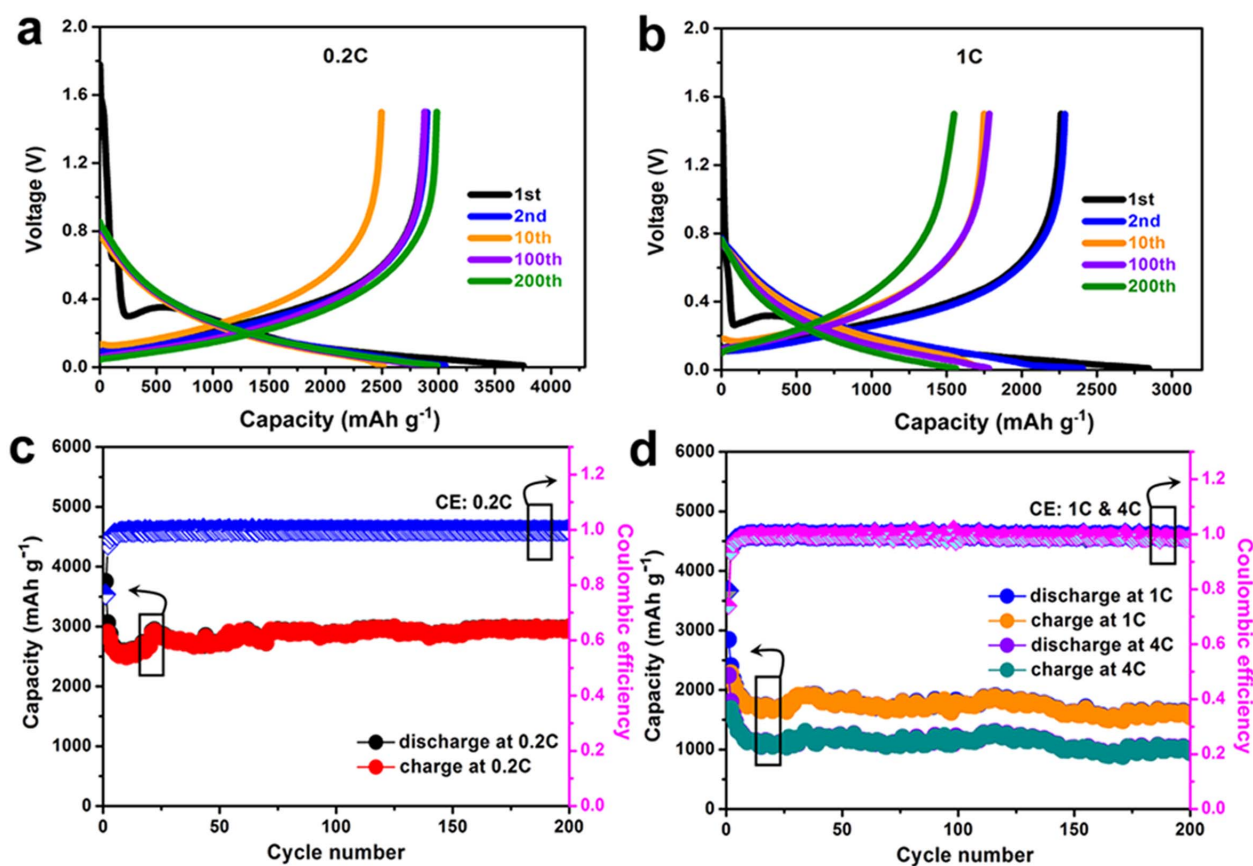 a
0.2C
Voltage (V)
2.0
1.6
1.2
0.8
0.4
0.0
1st
2nd
10th
100th
200th
0 500 1000 1500 2000 2500 3000 3500 4000
Capacity (mAh g⁻¹)
b
1C
Voltage (V)
2.0
1.6
1.2
0.8
0.4
0.0
1st
2nd
10th
100th
200th
0 500 1000 1500 2000 2500 3000
Capacity (mAh g⁻¹)
c
Capacity (mAh g⁻¹)
6000
5000
4000
3000
2000
1000
0
CE: 0.2C
discharge at 0.2C
charge at 0.2C
1.2
1.0
0.8
0.6
0.4
0.2
0.0
Coulombic efficiency
0 50 100 150 200
Cycle number
d
Capacity (mAh g⁻¹)
6000
5000
4000
3000
2000
1000
0
CE: 1C & 4C
discharge at 1C
charge at 1C
discharge at 4C
charge at 4C
1.2
1.0
0.8
0.6
0.4
0.2
0.0
Coulombic efficiency
0 50 100 150 200
Cycle number